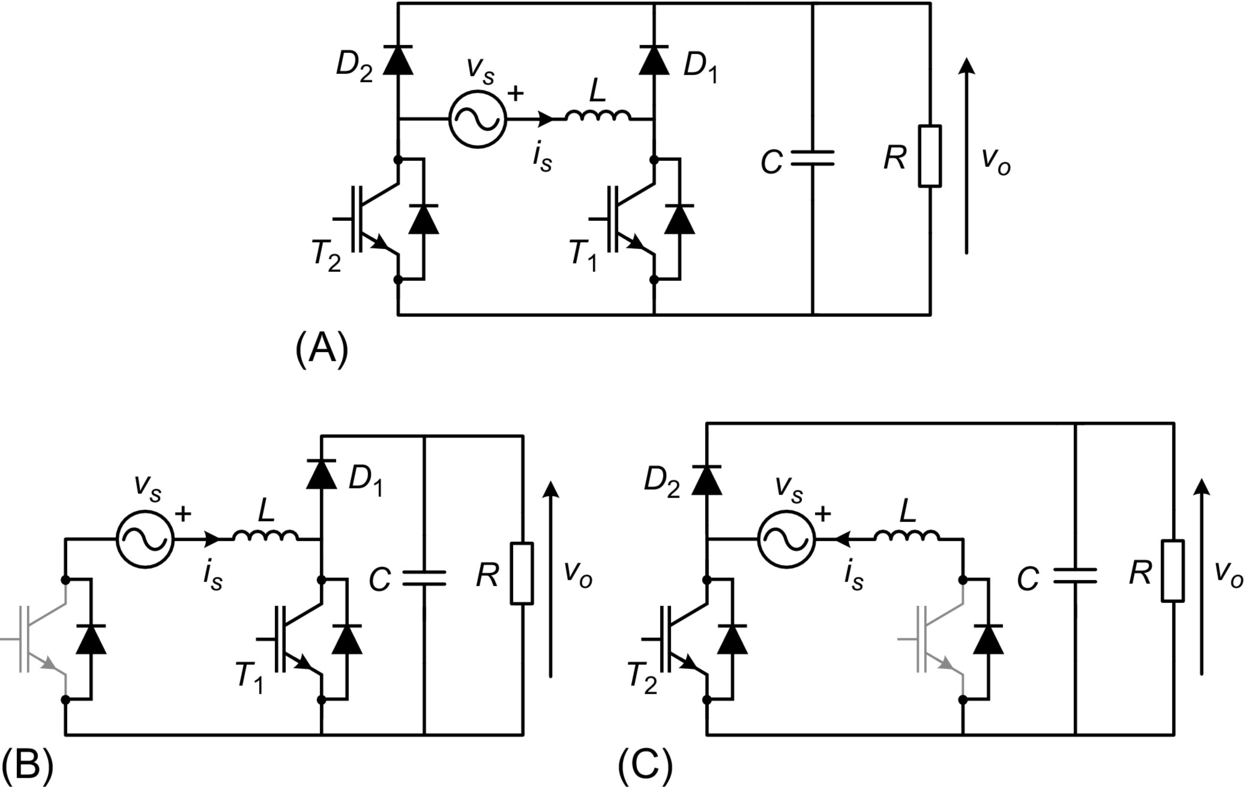 D2 vs + L D1
is
C R vo
T2 T1
(A)
vs + L D1
is
C R vo
T1
(B)
D2 vs + L
is
C R vo
T2
(C)